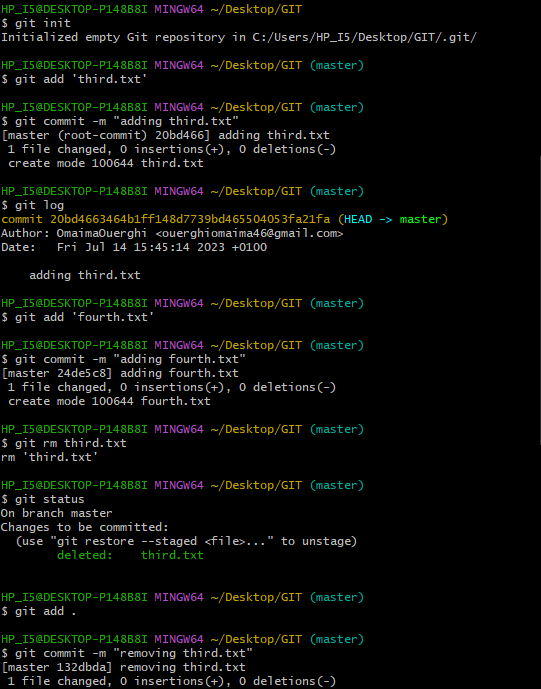 HP_I5@DESKTOP-P148B8I MINGW64 ~/Desktop/GIT
$ git init
Initialized empty Git repository in C:/Users/HP_I5/Desktop/GIT/.git/

HP_I5@DESKTOP-P148B8I MINGW64 ~/Desktop/GIT (master)
$ git add 'third.txt'

HP_I5@DESKTOP-P148B8I MINGW64 ~/Desktop/GIT (master)
$ git commit -m "adding third.txt"
[master (root-commit) 20bd466] adding third.txt
 1 file changed, 0 insertions(+), 0 deletions(-)
 create mode 100644 third.txt

HP_I5@DESKTOP-P148B8I MINGW64 ~/Desktop/GIT (master)
$ git log
commit 20bd4663464b1ff148d7739bd465504053fa21fa (HEAD -> master)
Author: OmaimaOuerghi <ouerghiomaima46@gmail.com>
Date:   Fri Jul 14 15:45:14 2023 +0100

    adding third.txt

HP_I5@DESKTOP-P148B8I MINGW64 ~/Desktop/GIT (master)
$ git add 'fourth.txt'

HP_I5@DESKTOP-P148B8I MINGW64 ~/Desktop/GIT (master)
$ git commit -m "adding fourth.txt"
[master 24de5c8] adding fourth.txt
 1 file changed, 0 insertions(+), 0 deletions(-)
 create mode 100644 fourth.txt

HP_I5@DESKTOP-P148B8I MINGW64 ~/Desktop/GIT (master)
$ git rm third.txt
rm 'third.txt'

HP_I5@DESKTOP-P148B8I MINGW64 ~/Desktop/GIT (master)
$ git status
On branch master
Changes to be committed:
  (use "git restore --staged <file>..." to unstage)
        deleted:    third.txt


HP_I5@DESKTOP-P148B8I MINGW64 ~/Desktop/GIT (master)
$ git add .

HP_I5@DESKTOP-P148B8I MINGW64 ~/Desktop/GIT (master)
$ git commit -m "removing third.txt"
[master 132dbda] removing third.txt
 1 file changed, 0 insertions(+), 0 deletions(-)